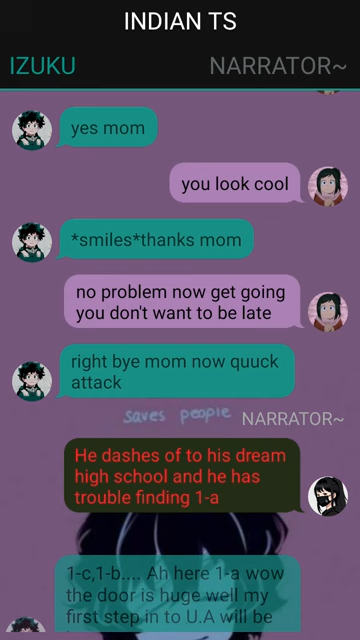 INDIAN TS
IZUKU
NARRATOR~
yes mom
you look cool
*smiles*thanks mom
no problem now get going
you don't want to be late
right bye mom now quuck
attack
saves people
NARRATOR~
He dashes of to his dream
high school and he has
trouble finding 1-a
1-c,1-b.... Ah here 1-a wow
the door is huge well my
first step in to U.A will be